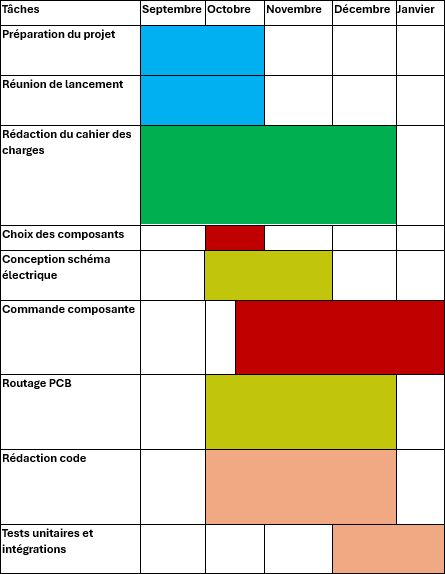 Tâches Septembre Octobre Novembre Décembre Janvier
Préparation du projet
Réunion de lancement
Rédaction du cahier des
charges
Choix des composants
Conception schéma
électrique
Commande composante
Routage PCB
Rédaction code
Tests unitaires et
intégrations